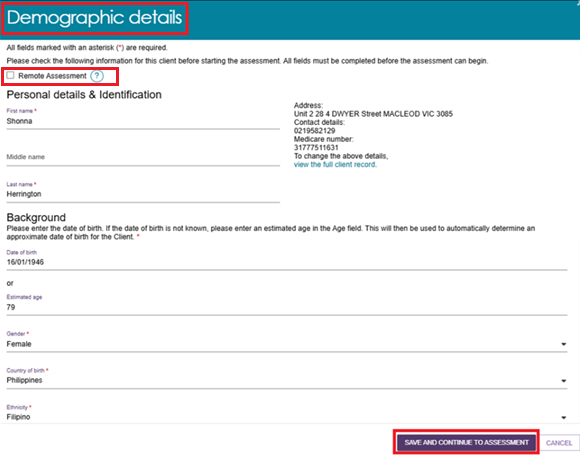 Demographic details
All fields marked with an asterisk (*) are required.
Please check the following information for this client before starting the assessment. All fields must be completed before the assessment can begin.
Remote Assessment ?
Personal details & Identification
First name *
Shonna
Middle name
Last name *
Herrington
Address:
Unit 2 28 4 DWYER Street MACLEOD VIC 3085
Contact details:
0219582129
Medicare number:
31777511631
To change the above details,
view the full client record.
Background
Please enter the date of birth. If the date of birth is not known, please enter an estimated age in the Age field. This will then be used to automatically determine an
approximate date of birth for the Client. *
Date of birth
16/01/1946
or
Estimated age
79
Gender *
Female
Country of birth *
Philippines
Ethnicity *
Filipino
SAVE AND CONTINUE TO ASSESSMENT CANCEL